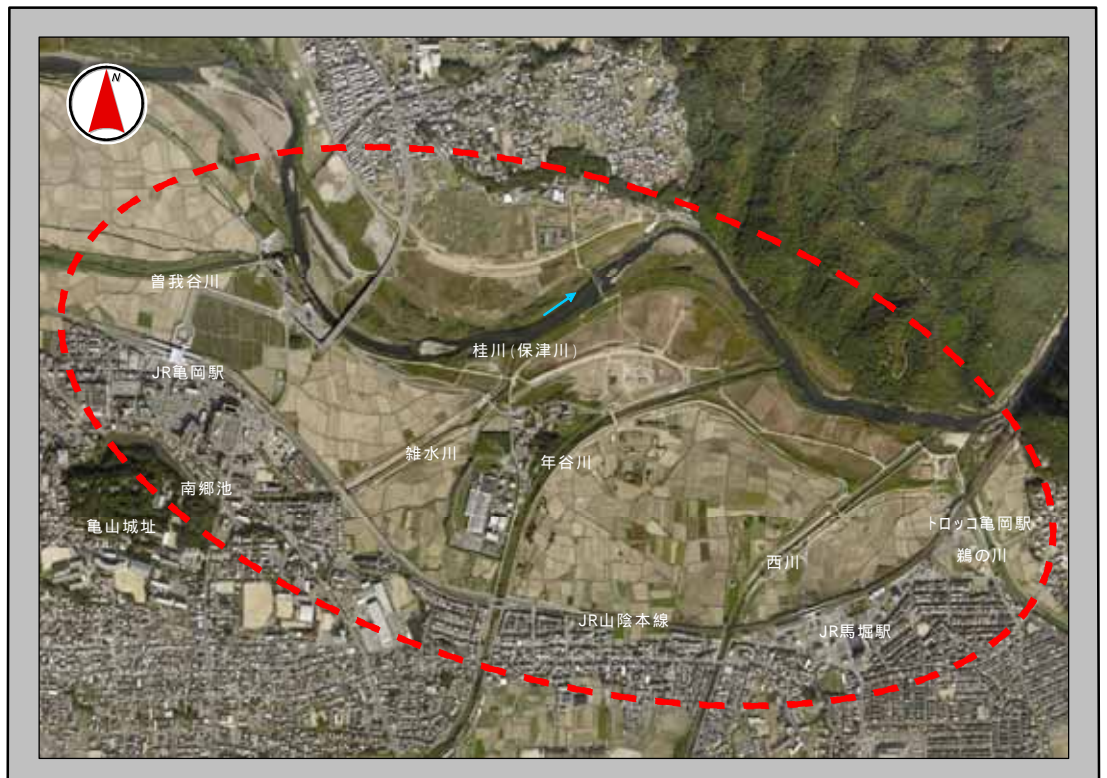 N
曽我谷川
桂川(保津川)
JR亀岡駅
雑水川
年谷川
南郷池
亀山城址
トロッコ亀岡駅
鵜の川
西川
JR山陰本線
JR馬堀駅